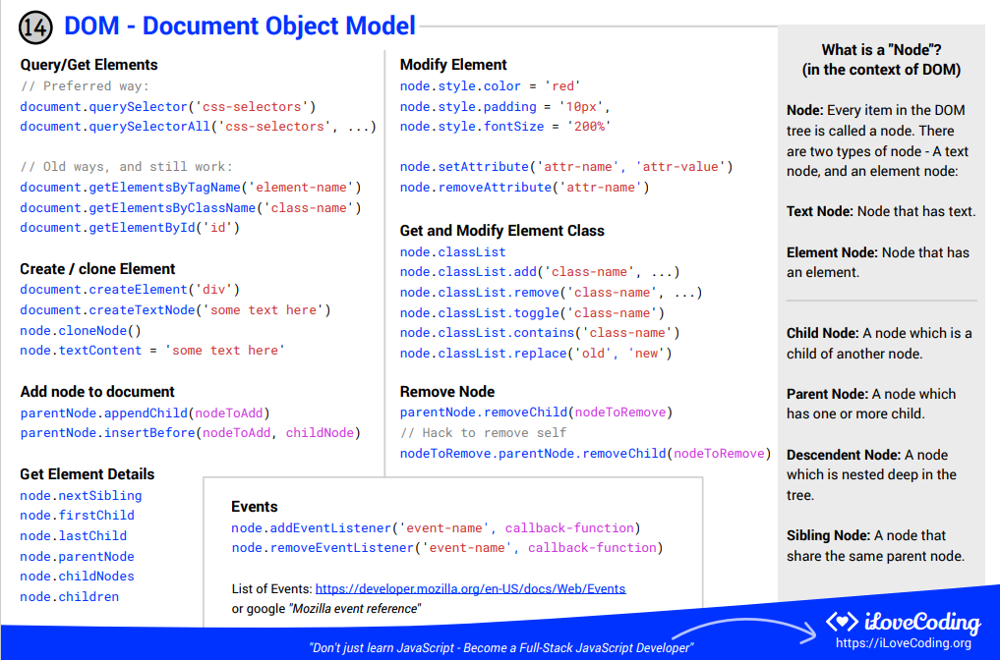 14 DOM - Document Object Model
Query/Get Elements
// Preferred way:
document.querySelector('css-selectors')
document.querySelectorAll('css-selectors', ...)
// Old ways, and still work:
document.getElementsByTagName('element-name')
document.getElementsByClassName('class-name')
document.getElementById('id')
Create / clone Element
document.createElement('div')
document.createTextNode('some text here')
node.cloneNode()
node.textContent = 'some text here'
Add node to document
parentNode.appendChild(nodeToAdd)
parentNode.insertBefore(nodeToAdd, childNode)
Get Element Details
node.nextSibling
node.firstChild
node.lastChild
node.parentNode
node.childNodes
node.children
Modify Element
node.style.color = 'red'
node.style.padding = '10px',
node.style.fontSize = '200%'
node.setAttribute('attr-name', 'attr-value')
node.removeAttribute('attr-name')
Get and Modify Element Class
node.classList
node.classList.add('class-name', ...)
node.classList.remove('class-name', ...)
node.classList.toggle('class-name')
node.classList.contains('class-name')
node.classList.replace('old', 'new')
Remove Node
parentNode.removeChild(nodeToRemove)
// Hack to remove self
nodeToRemove.parentNode.removeChild(nodeToRemove)
Events
node.addEventListener('event-name', callback-function)
node.removeEventListener('event-name', callback-function)
List of Events: https://developer.mozilla.org/en-US/docs/Web/Events
or google "Mozilla event reference"
What is a "Node"?
(in the context of DOM)
Node: Every item in the DOM
tree is called a node. There
are two types of node - A text
node, and an element node:
Text Node: Node that has text.
Element Node: Node that has
an element.
Child Node: A node which is a
child of another node.
Parent Node: A node which
has one or more child.
Descendent Node: A node
which is nested deep in the
tree.
Sibling Node: A node that
share the same parent node.
"Don't just learn JavaScript - Become a Full-Stack JavaScript Developer"
iLoveCoding
https://iLoveCoding.org